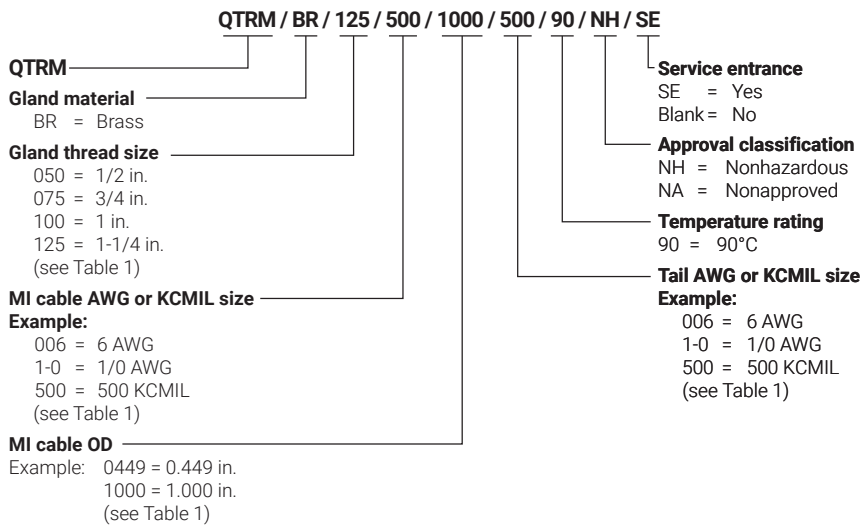 QTRM / BR / 125 / 500 / 1000 / 500 / 90 / NH / SE
QTRM
Gland material
BR = Brass
Gland thread size
050 = 1/2 in.
075 = 3/4 in.
100 = 1 in.
125 = 1-1/4 in.
(see Table 1)
MI cable AWG or KCMIL size
Example:
006 = 6 AWG
1-0 = 1/0 AWG
500 = 500 KCMIL
(see Table 1)
MI cable OD
Example: 0449 = 0.449 in.
1000 = 1.000 in.
(see Table 1)
Service entrance
SE = Yes
Blank = No
Approval classification
NH = Nonhazardous
NA = Nonapproved
Temperature rating
90 = 90°C
Tail AWG or KCMIL size
Example:
006 = 6 AWG
1-0 = 1/0 AWG
500 = 500 KCMIL
(see Table 1)